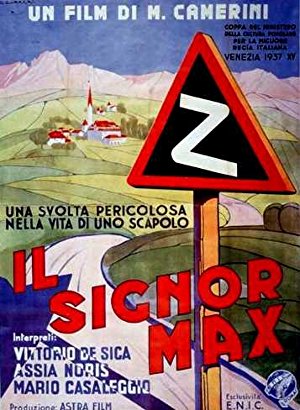 UN FILM DI M. CAMERINI
COPPA DEL MINISTERO
DELLA CULTURA POPOLARE
PER LA MIGLIORE
REGIA ITALIANA
VENEZIA 1937 XV
Z
UNA SVOLTA PERICOLOSA
NELLA VITA DI UNO SCAPOLO
IL
SIGNOR
MAX
Interpreti:
VITTORIO DE SICA
ASSIA NORIS
MARIO CASALEGGIO
Produzione: ASTRA FILM
Esclusività
E.N.I.C.